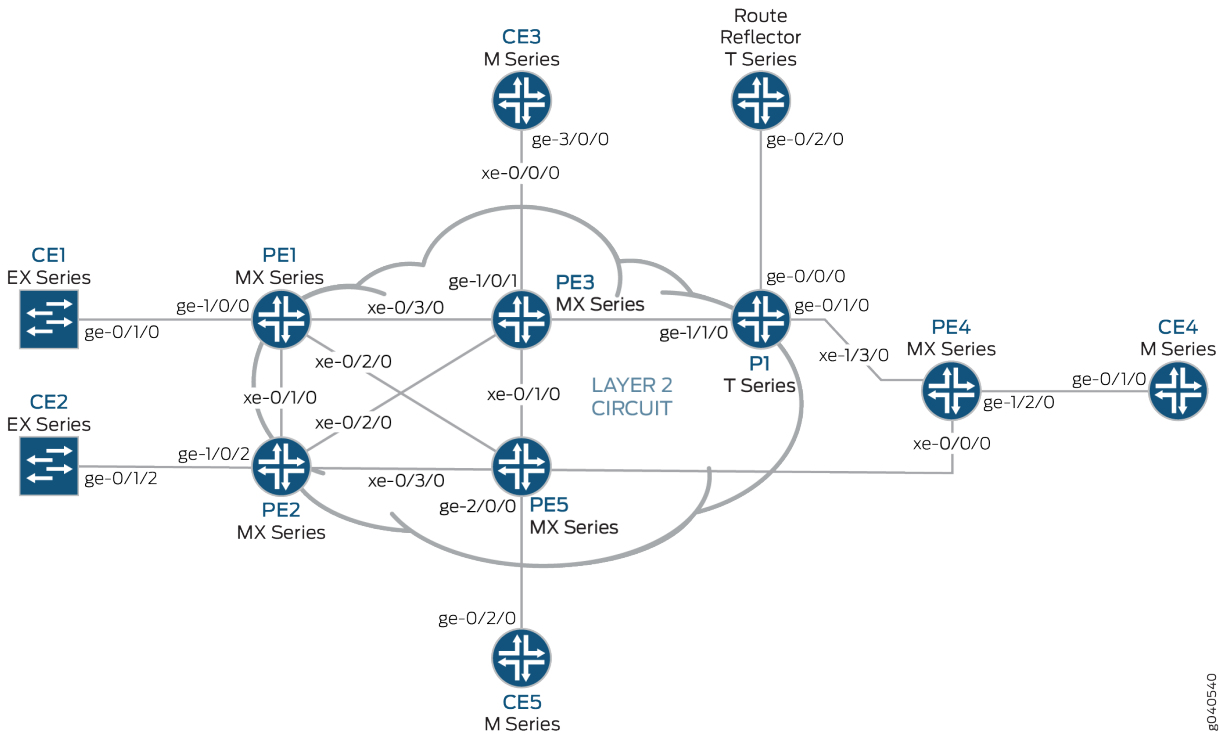 Route
Reflector
T Series
CE3
M Series
ge-3/0/0
ge-0/2/0
xe-0/0/0
CE1
EX Series
PE1
MX Series
ge-1/0/0
ge-0/1/0
xe-0/3/0
ge-1/0/1
PE3
MX Series
ge-0/0/0
ge-0/1/0
ge-1/1/0
P1
T Series
xe-1/3/0
PE4
MX Series
CE4
M Series
ge-0/1/0
ge-1/2/0
xe-0/0/0
xe-0/2/0
xe-0/1/0
xe-0/1/0
LAYER 2
CIRCUIT
xe-0/2/0
CE2
EX Series
ge-1/0/2
ge-0/1/2
PE2
MX Series
xe-0/3/0
ge-2/0/0
PE5
MX Series
ge-0/2/0
CE5
M Series
g040540